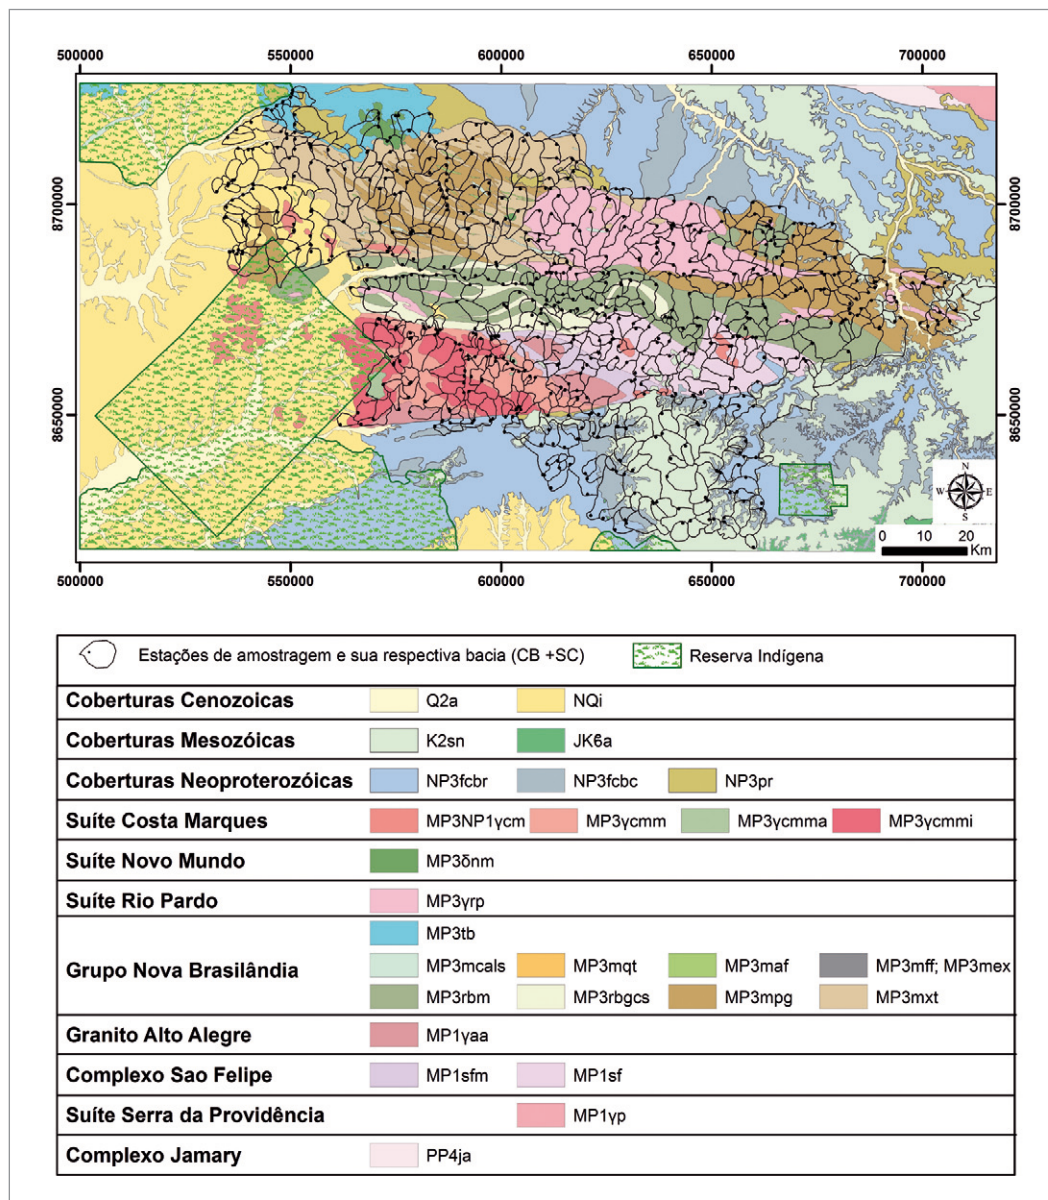 500000 550000 600000 650000 700000
8700000 8700000
8650000 8650000
N
W E
S
0 10 20
Km
500000 550000 600000 650000 700000
Estações de amostragem e sua respectiva bacia (CB +SC) Reserva Indígena
Coberturas Cenozoicas Q2a NQi
Coberturas Mesozóicas K2sn JK6a
Coberturas Neoproterozóicas NP3fcbr NP3fcbc NP3pr
Suíte Costa Marques MP3NP1γcm MP3γcmm MP3γcmma MP3γcmmi
Suíte Novo Mundo MP3δnm
Suíte Rio Pardo MP3γrp
MP3tb
Grupo Nova Brasilândia MP3mcals MP3mqt MP3maf MP3mff; MP3mex
MP3rbm MP3rbgcs MP3mpg MP3mxt
Granito Alto Alegre MP1γaa
Complexo Sao Felipe MP1sfm MP1sf
Suíte Serra da Providência MP1γp
Complexo Jamary PP4ja